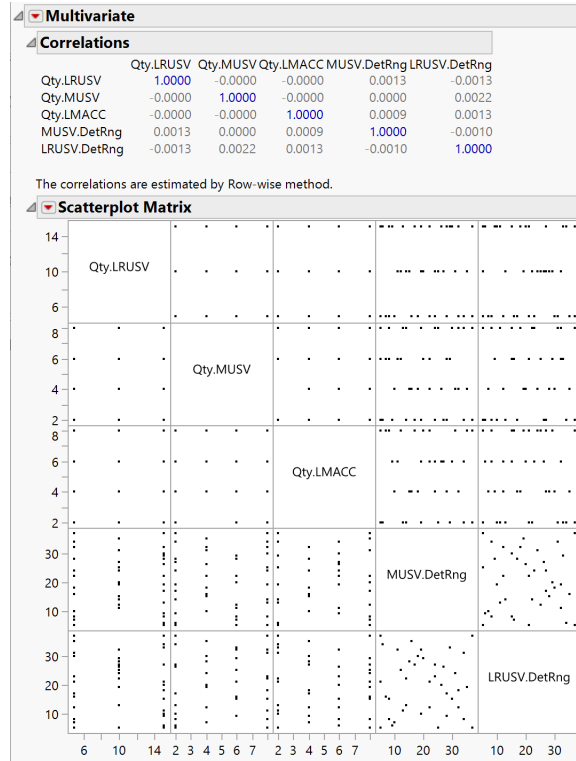 Multivariate
Correlations
Qty.LRUSV Qty.MUSV Qty.LMACC MUSV.DetRng LRUSV.DetRng
Qty.LRUSV 1.0000 -0.0000 -0.0000 0.0013 -0.0013
Qty.MUSV -0.0000 1.0000 -0.0000 0.0000 0.0022
Qty.LMACC -0.0000 -0.0000 1.0000 0.0009 0.0013
MUSV.DetRng 0.0013 0.0000 0.0009 1.0000 -0.0010
LRUSV.DetRng -0.0013 0.0022 0.0013 -0.0010 1.0000
The correlations are estimated by Row-wise method.
Scatterplot Matrix
14
10
6
Qty.LRUSV
8
6
4
2
Qty.MUSV
8
6
4
2
Qty.LMACC
30
20
10
MUSV.DetRng
30
20
10
LRUSV.DetRng
6 10 14 2 3 4 5 6 7 2 3 4 5 6 7 10 20 30 10 20 30